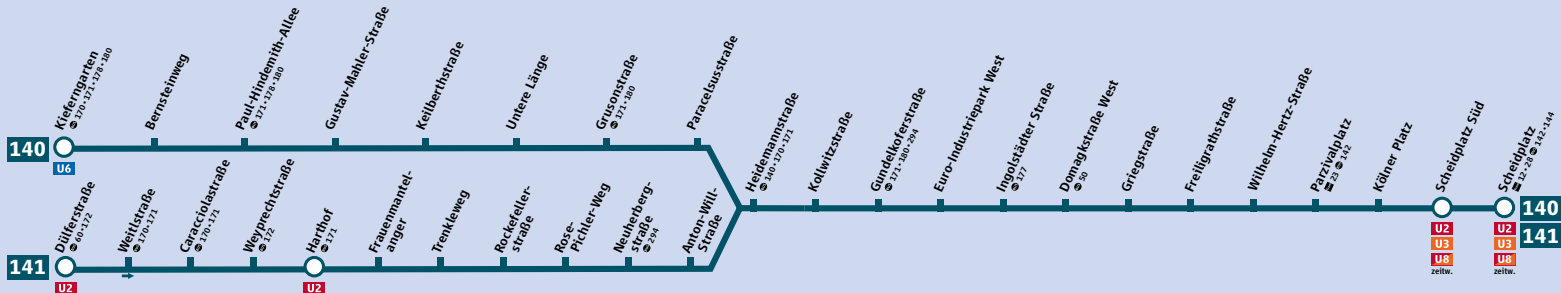 140
Kieferngarten
170•171•178•180
U6
Bernsteinweg
Paul-Hindemith-Allee
171•178•180
Gustav-Mahler-Straße
Keilberthstraße
Untere Länge
Grusonstraße
171•180
Paracelsusstraße
141
Dülferstraße
60•172
U2
Weitlstraße
170•171
Caracciolastraße
170•171
Weyprechtstraße
172
Harthof
171
U2
Frauenmantel-
anger
Trenkleweg
Rockefeller-
straße
Rose-
Pichler-Weg
Neuherberg-
straße
294
Anton-Will-
Straße
Heidemannstraße
140•170•171
Kollwitzstraße
Gundelkoferstraße
171•180•294
Euro-Industriepark West
Ingolstädter Straße
177
Domagkstraße West
50
Griegstraße
Freiligrathstraße
Wilhelm-Hertz-Straße
Parzivalplatz
23 142
Kölner Platz
Scheidplatz Süd
U2
U3
U8
zeitw.
Scheidplatz
12•28 142•144
U2
U3
U8
zeitw.
140
141